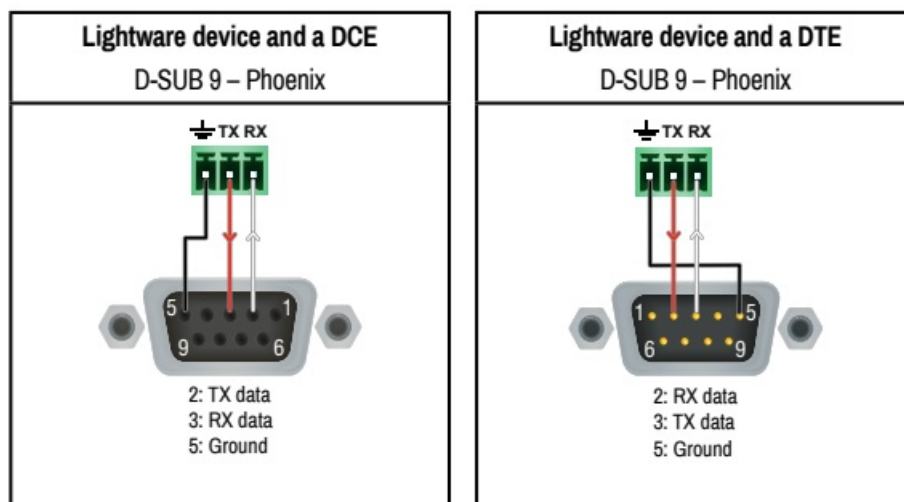 Lightware device and a DCE
D-SUB 9 – Phoenix
TX RX
5 1
9 6
2: TX data
3: RX data
5: Ground
Lightware device and a DTE
D-SUB 9 – Phoenix
TX RX
1 5
6 9
2: RX data
3: TX data
5: Ground